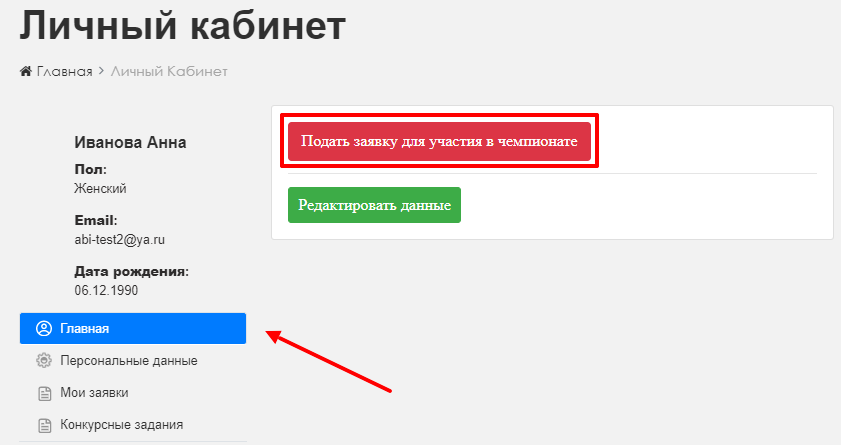 Личный кабинет
Главная > Личный Кабинет
Иванова Анна
Пол:
Женский
Email:
abi-test2@ya.ru
Дата рождения:
06.12.1990
Главная
Персональные данные
Мои заявки
Конкурсные задания
Подать заявку для участия в чемпионате
Редактировать данные